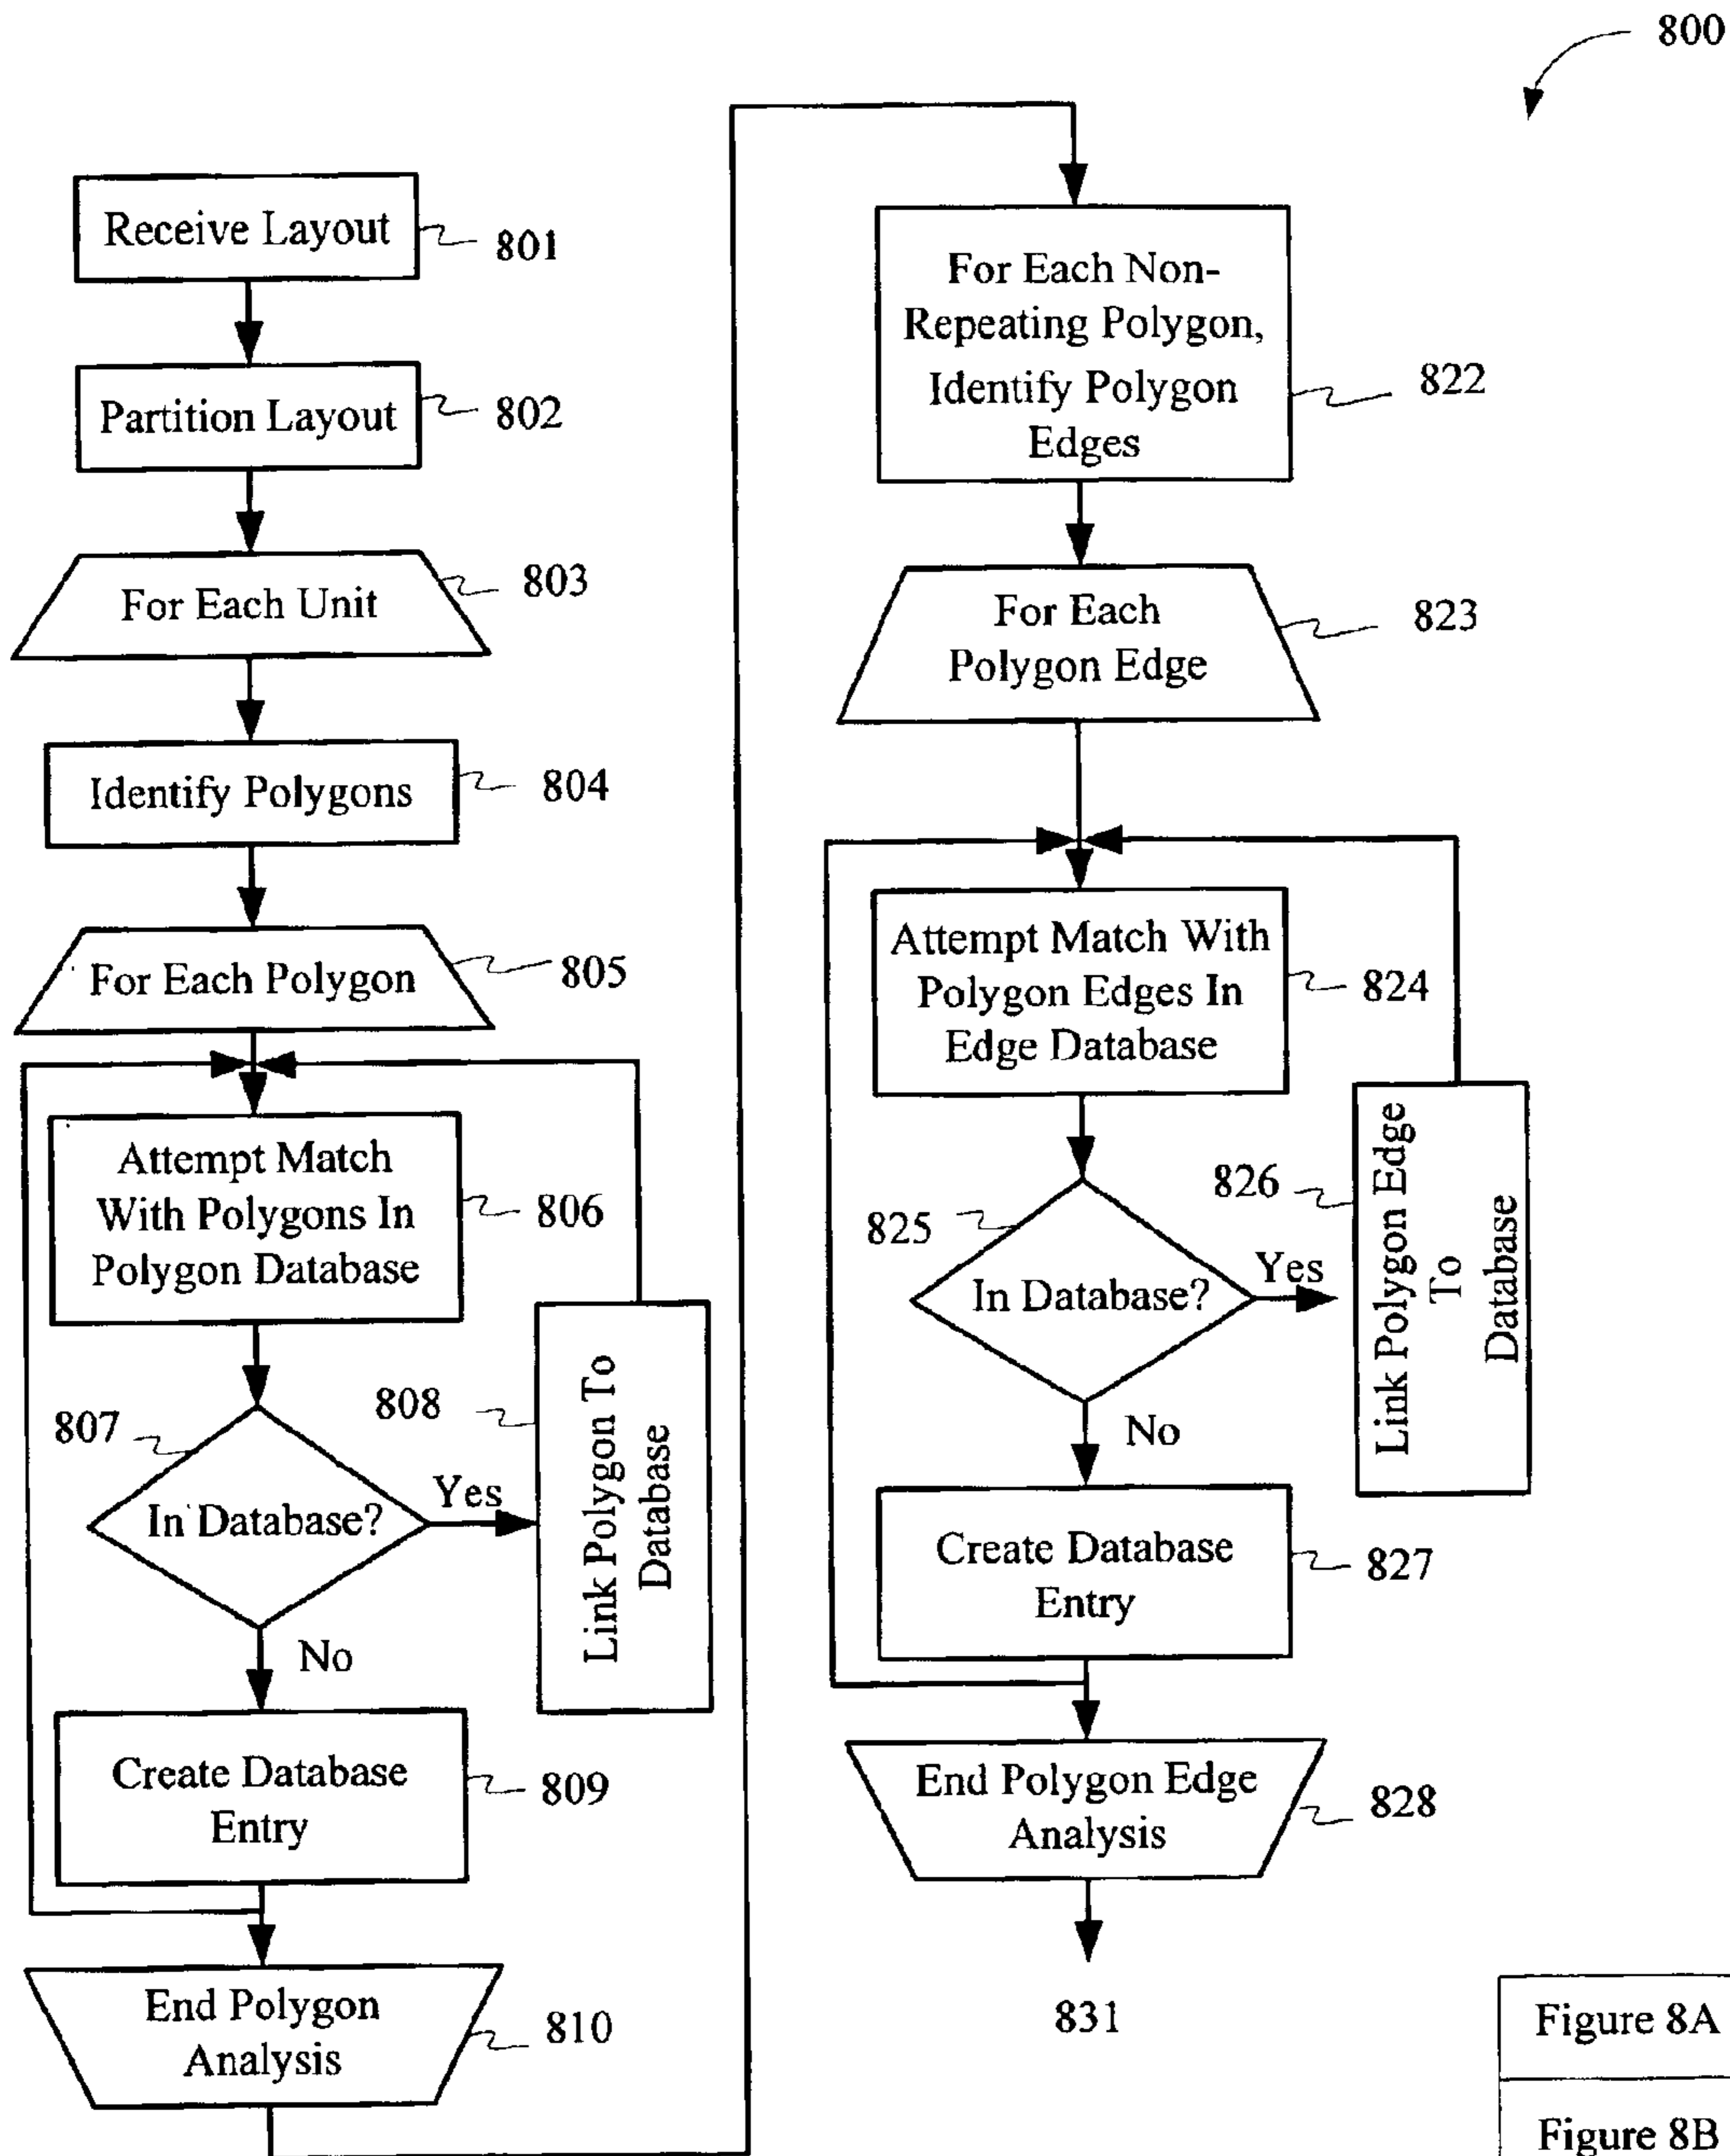 800
Receive Layout
801
Partition Layout
802
For Each Unit
803
Identify Polygons
804
For Each Polygon
805
Attempt Match
With Polygons In
Polygon Database
806
807
In Database?
Yes
808
Link Polygon To
Database
No
Create Database
Entry
809
End Polygon
Analysis
810
For Each Non-
Repeating Polygon,
Identify Polygon
Edges
822
For Each
Polygon Edge
823
Attempt Match With
Polygon Edges In
Edge Database
824
825
In Database?
Yes
826
Link Polygon Edge
To
Database
No
Create Database
Entry
827
End Polygon Edge
Analysis
828
831
Figure 8A
Figure 8B